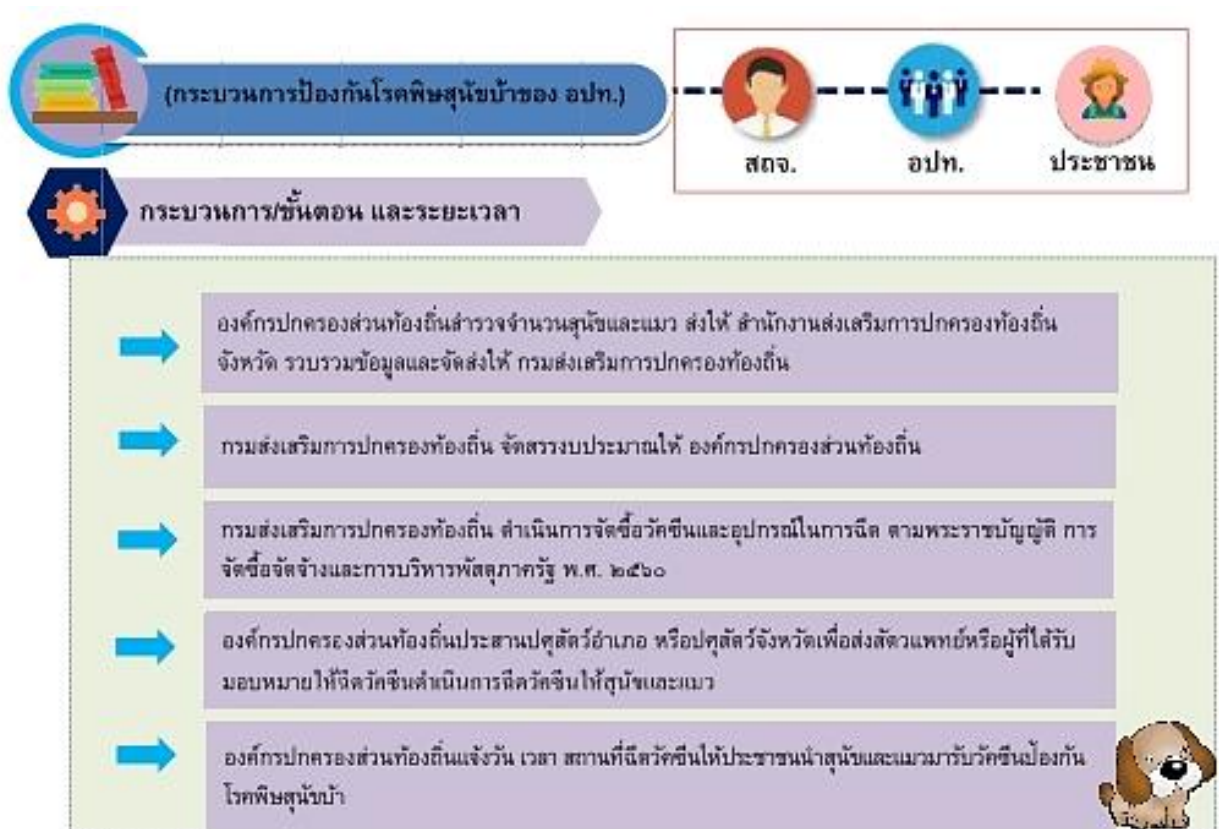 (กระบวนการป้องกันโรคพิษสุนัขบ้าของ อปท.)
สถจ.
อปท.
ประชาชน
กระบวนการ/ขั้นตอน และระยะเวลา
องค์กรปกครองส่วนท้องถิ่นสำรวจจำนวนสุนัขและแมว ส่งให้ สำนักงานส่งเสริมการปกครองท้องถิ่น
จังหวัด รวบรวมข้อมูลและจัดส่งให้ กรมส่งเสริมการปกครองท้องถิ่น
กรมส่งเสริมการปกครองท้องถิ่น จัดสรรงบประมาณให้ องค์กรปกครองส่วนท้องถิ่น
กรมส่งเสริมการปกครองท้องถิ่น ดำเนินการจัดซื้อวัคซีนและอุปกรณ์ในการฉีด ตามพระราชบัญญัติ การ
จัดซื้อจัดจ้างและการบริหารพัสดุภาครัฐ พ.ศ. ๒๕๖๐
องค์กรปกครองส่วนท้องถิ่นประสานปศุสัตว์อำเภอ หรือปศุสัตว์จังหวัดเพื่อส่งสัตวแพทย์หรือผู้ที่ได้รับ
มอบหมายให้ฉีดวัคซีนดำเนินการฉีดวัคซีนให้สุนัขและแมว
องค์กรปกครองส่วนท้องถิ่นแจ้งวัน เวลา สถานที่ฉีดวัคซีนให้ประชาชนนำสุนัขและแมวมารับวัคซีนป้องกัน
โรคพิษสุนัขบ้า